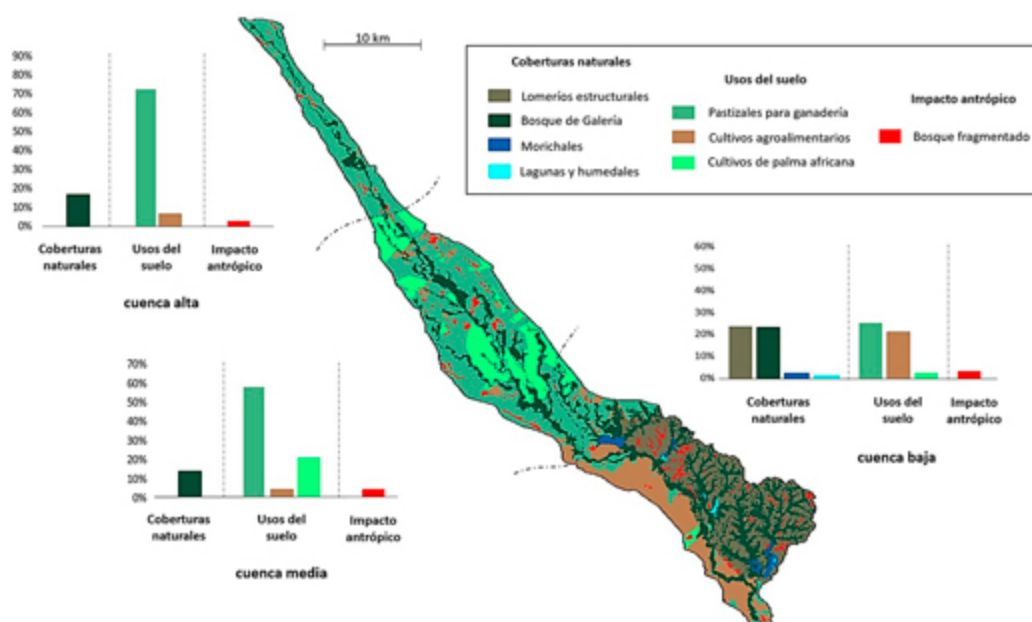 10 km
Coberturas naturales
Lomeríos estructurales
Bosque de Galería
Morichales
Lagunas y humedales
Usos del suelo
Pastizales para ganadería
Cultivos agroalimentarios
Cultivos de palma africana
Impacto antrópico
Bosque fragmentado
90%
80%
70%
60%
50%
40%
30%
20%
10%
0%
Coberturas
naturales
Usos del
suelo
Impacto
antrópico
cuenca alta
60%
50%
40%
30%
20%
10%
0%
Coberturas
naturales
Usos del
suelo
Impacto
antrópico
cuenca baja
70%
60%
50%
40%
30%
20%
10%
0%
Coberturas
naturales
Usos del
suelo
Impacto
antrópico
cuenca media